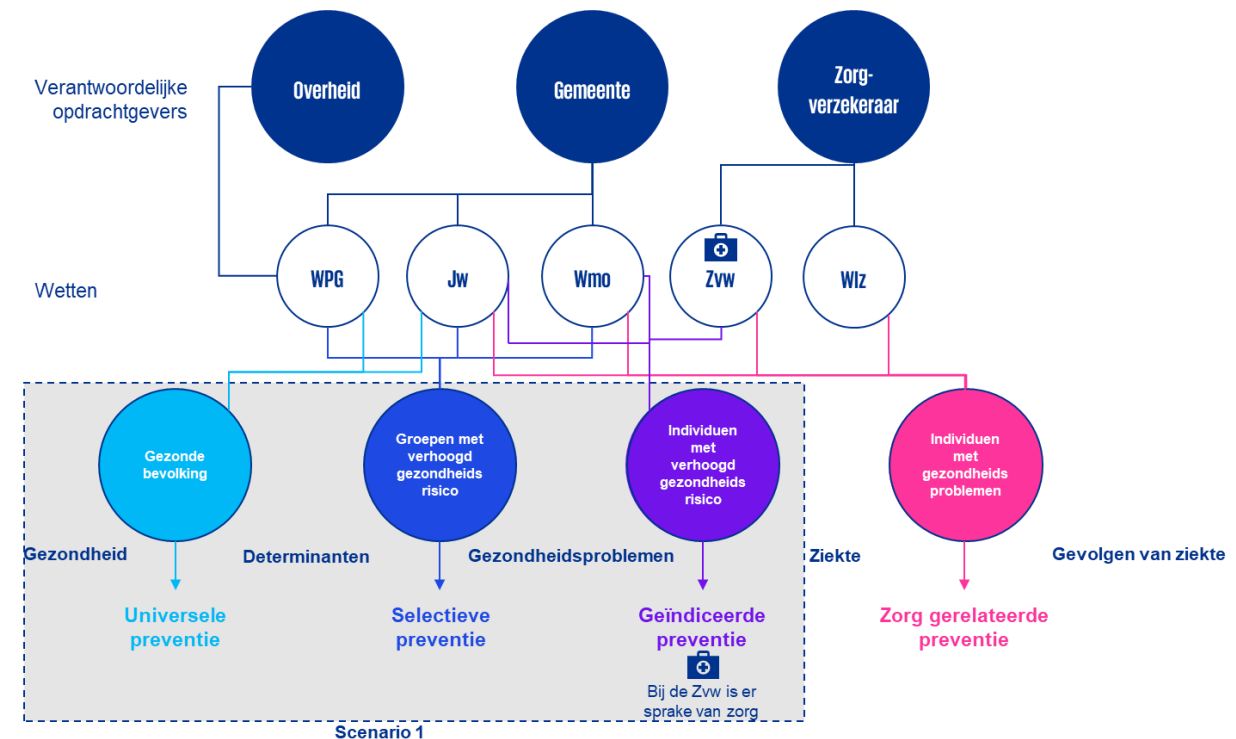 Verantwoordelijke
opdrachtgevers
Overheid
Gemeente
Zorg-
verzekeraar
Wetten
WPG
Jw
Wmo
Zvw
Wlz
Gezonde
bevolking
Groepen met
verhoogd
gezondheids
risico
Individuen
met
verhoogd
gezondheids
risico
Individuen
met
gezondheids
problemen
Gezondheid
Determinanten
Gezondheidsproblemen
Ziekte
Gevolgen van ziekte
Universele
preventie
Selectieve
preventie
Geïndiceerde
preventie
Zorg gerelateerde
preventie
Bij de Zvw is er
sprake van zorg
Scenario 1